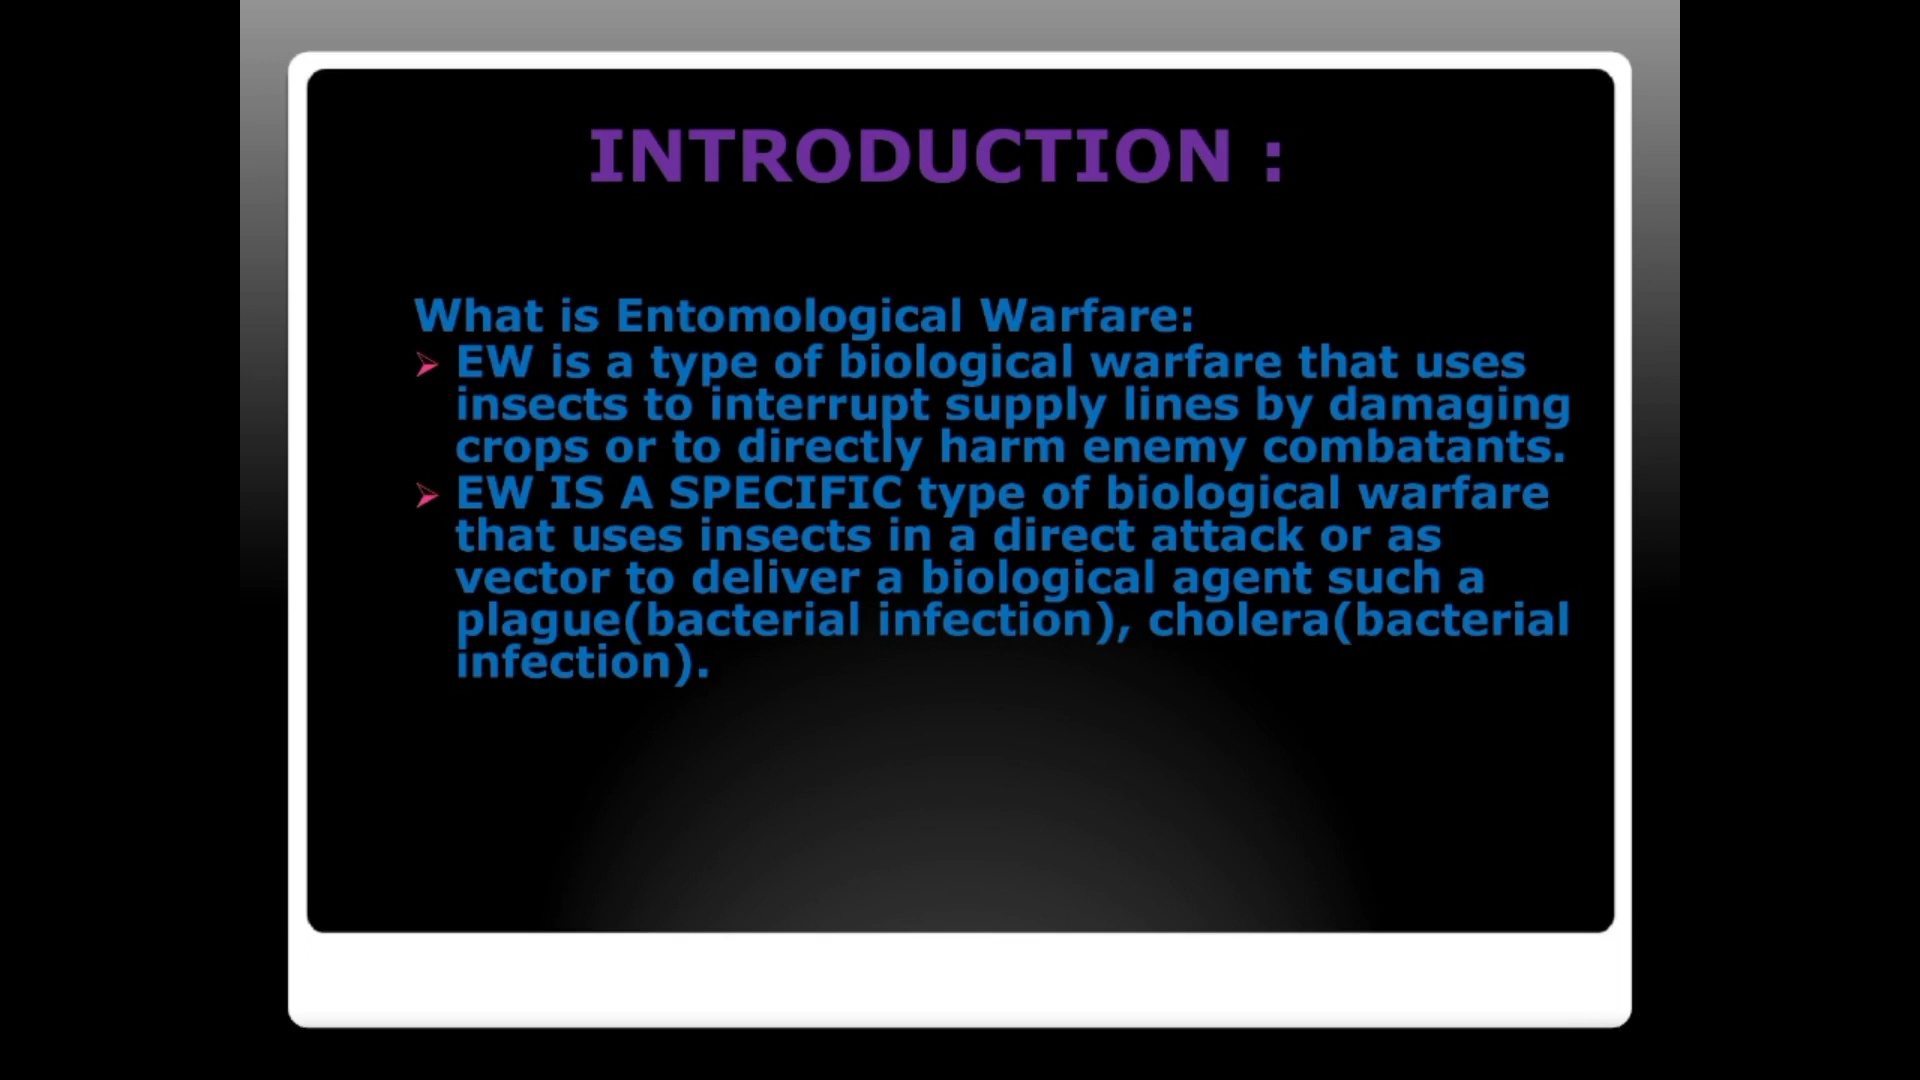 INTRODUCTION :
What is Entomological Warfare:
EW is a type of biological warfare that uses
insects to interrupt supply lines by damaging
crops or to directly harm enemy combatants.
EW IS A SPECIFIC type of biological warfare
that uses insects in a direct attack or as
vector to deliver a biological agent such a
plague(bacterial infection), cholera(bacterial
infection).